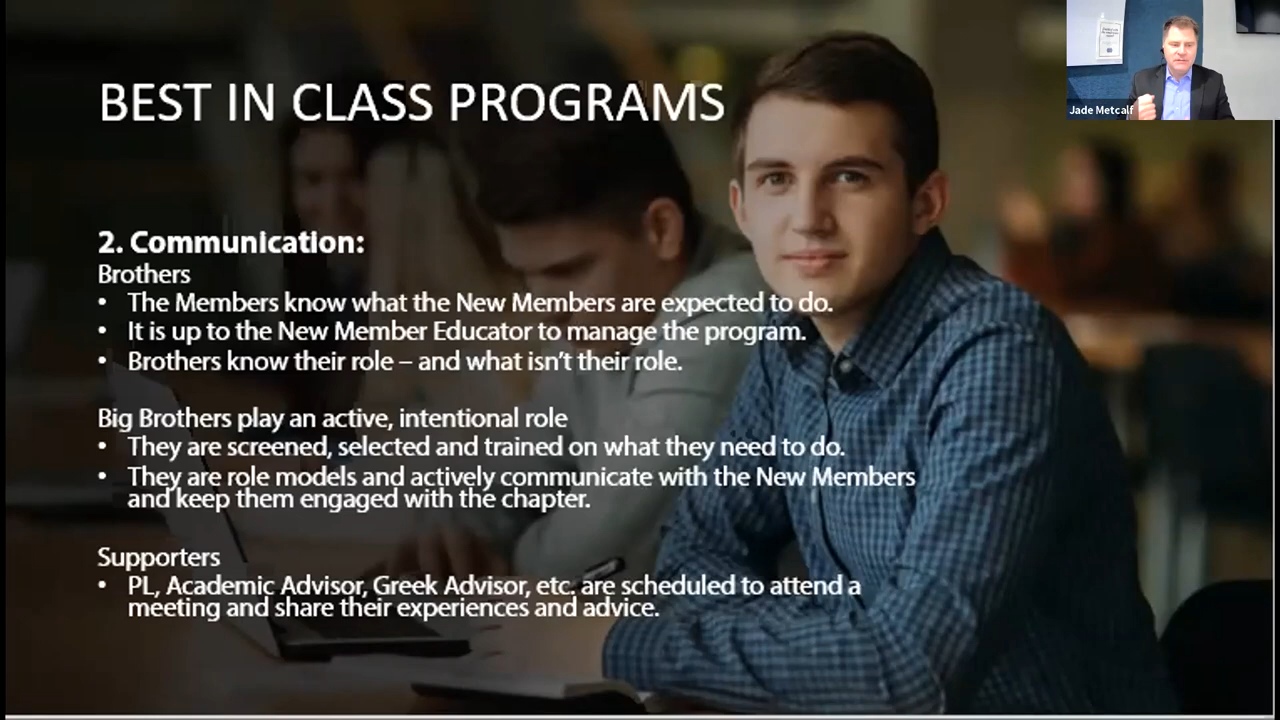 BEST IN CLASS PROGRAMS
Jade Metcalf
2. Communication:
Brothers
• The Members know what the New Members are expected to do.
• It is up to the New Member Educator to manage the program.
• Brothers know their role – and what isn't their role.
Big Brothers play an active, intentional role
• They are screened, selected and trained on what they need to do.
• They are role models and actively communicate with the New Members
and keep them engaged with the chapter.
Supporters
• PL, Academic Advisor, Greek Advisor, etc. are scheduled to attend a
meeting and share their experiences and advice.